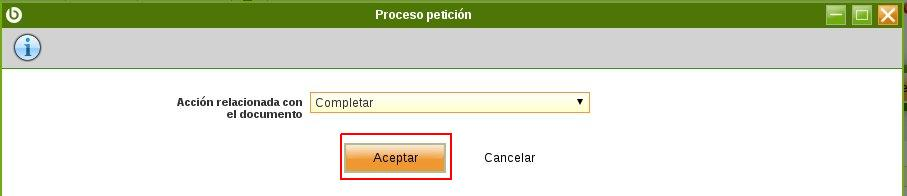 Proceso petición
Acción relacionada con
el documento
Completar
Aceptar
Cancelar